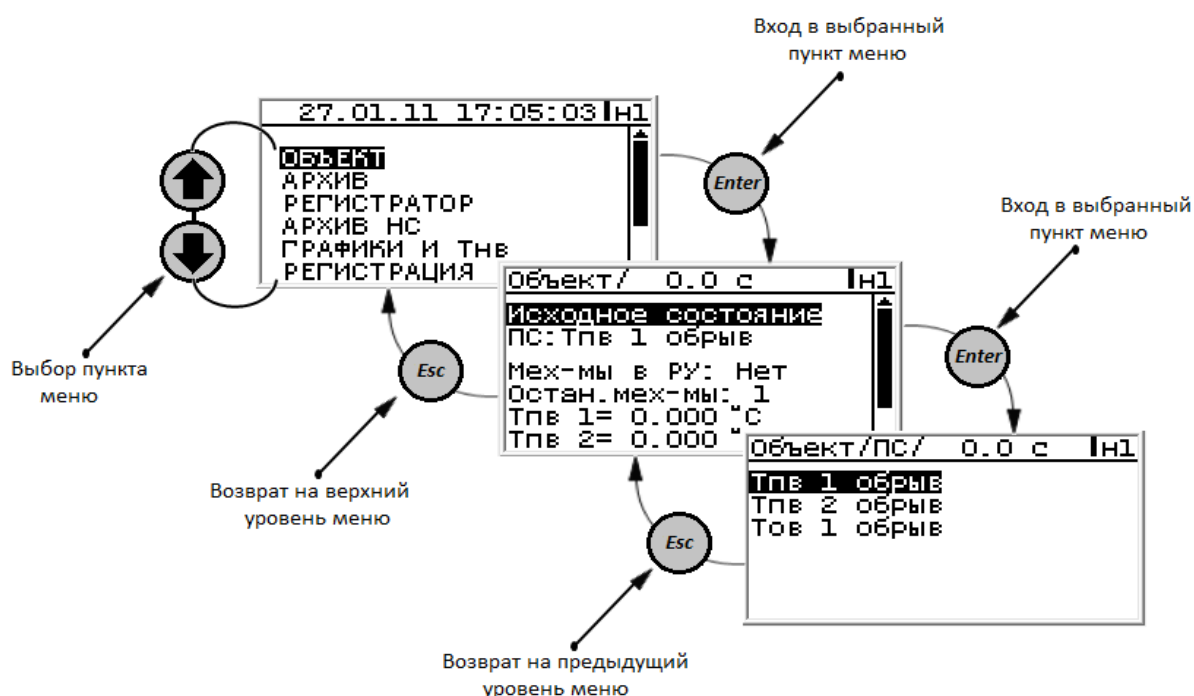 Вход в выбранный
пункт меню
27.01.11 17:05:03 н1
ОБЪЕКТ
АРХИВ
РЕГИСТРАТОР
АРХИВ НС
ГРАФИКИ И Тнв
РЕГИСТРАЦИЯ
Enter
Вход в выбранный
пункт меню
Объект/ 0.0 с н1
Исходное состояние
ПС:Тпв 1 обрыв
Мех-мы в РУ: Нет
Остан.мех-мы: 1
Тпв 1= 0.000 °С
Тпв 2= 0.000 °
Enter
Выбор пункта
меню
Esc
Объект/ПС/ 0.0 с н1
Тпв 1 обрыв
Тпв 2 обрыв
Тов 1 обрыв
Возврат на верхний
уровень меню
Esc
Возврат на предыдущий
уровень меню